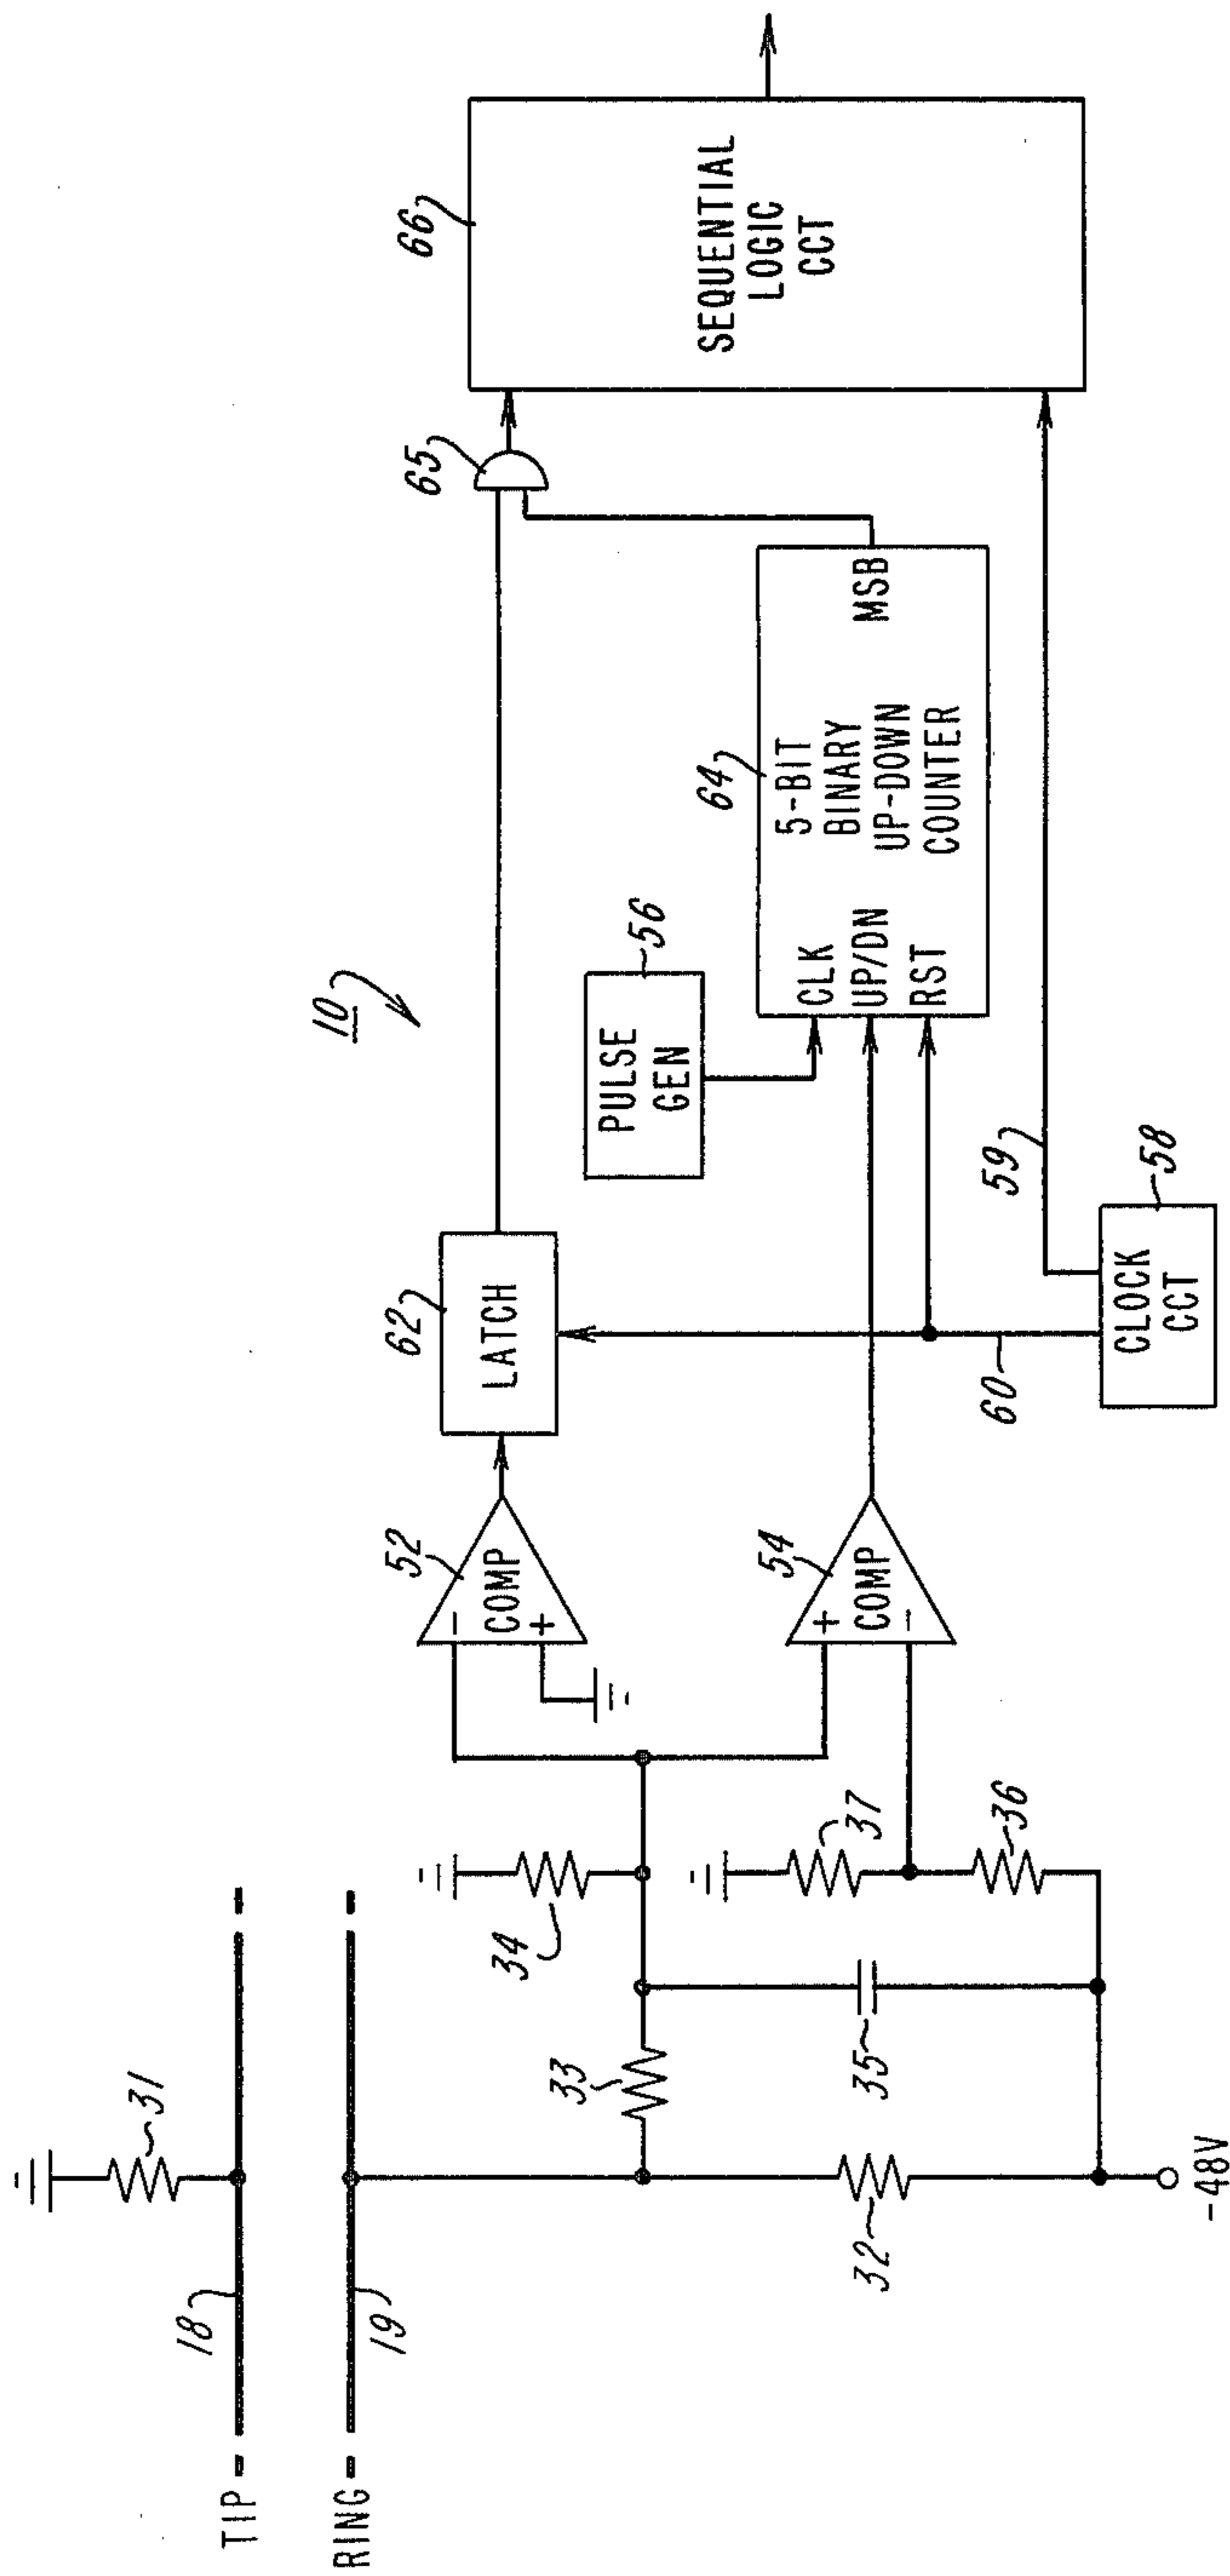 10
TIP
18
31
RING
19
32
-48V
33
34
35
37
36
52
COMP
-
+
54
COMP
+
-
62
LATCH
PULSE
GEN
56
60
59
CLOCK
CCT
58
64
CLK
UP/DN
RST
5-BIT
BINARY
UP-DOWN
COUNTER
MSB
65
66
SEQUENTIAL
LOGIC
CCT